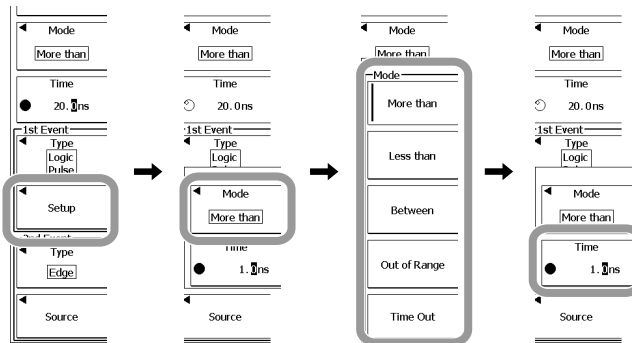 Mode
More than
Time
20.0ns
1st Event
Type
Logic
Pulse
Setup
2nd Event
Type
Edge
Source
Mode
More than
Time
20.0ns
1st Event
Type
Logic
Mode
More than
Time
1.0ns
Source
Mode
More than
Mode
More than
Less than
Between
Out of Range
Time Out
Mode
More than
Time
20.0ns
1st Event
Type
Logic
Mode
More than
Time
1.0ns
Source